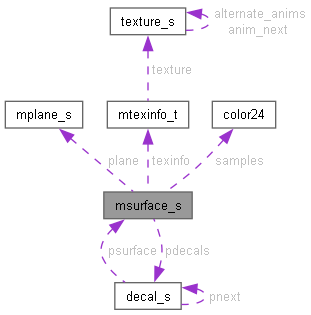 texture_s
alternate_anims
anim_next
texture
mplane_s
mtexinfo_t
color24
plane
texinfo
samples
msurface_s
psurface
pdecals
decal_s
pnext